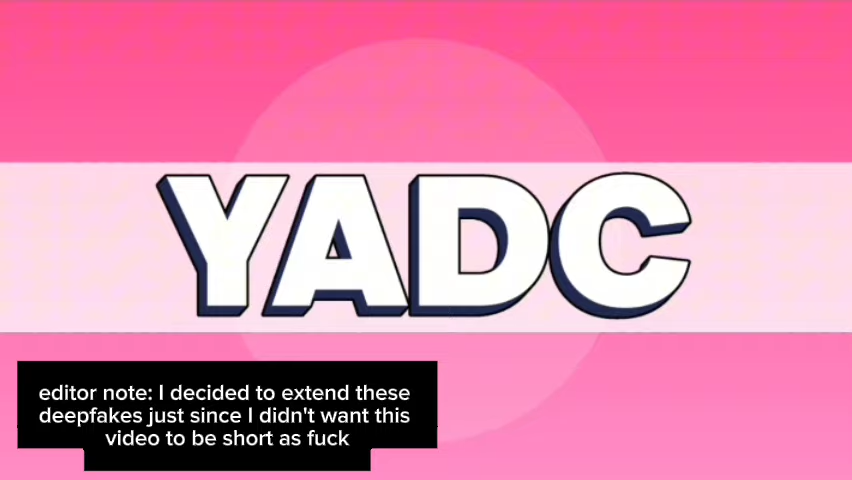 YADC
editor note: I decided to extend these
deepfakes just since I didn't want this
video to be short as fuck